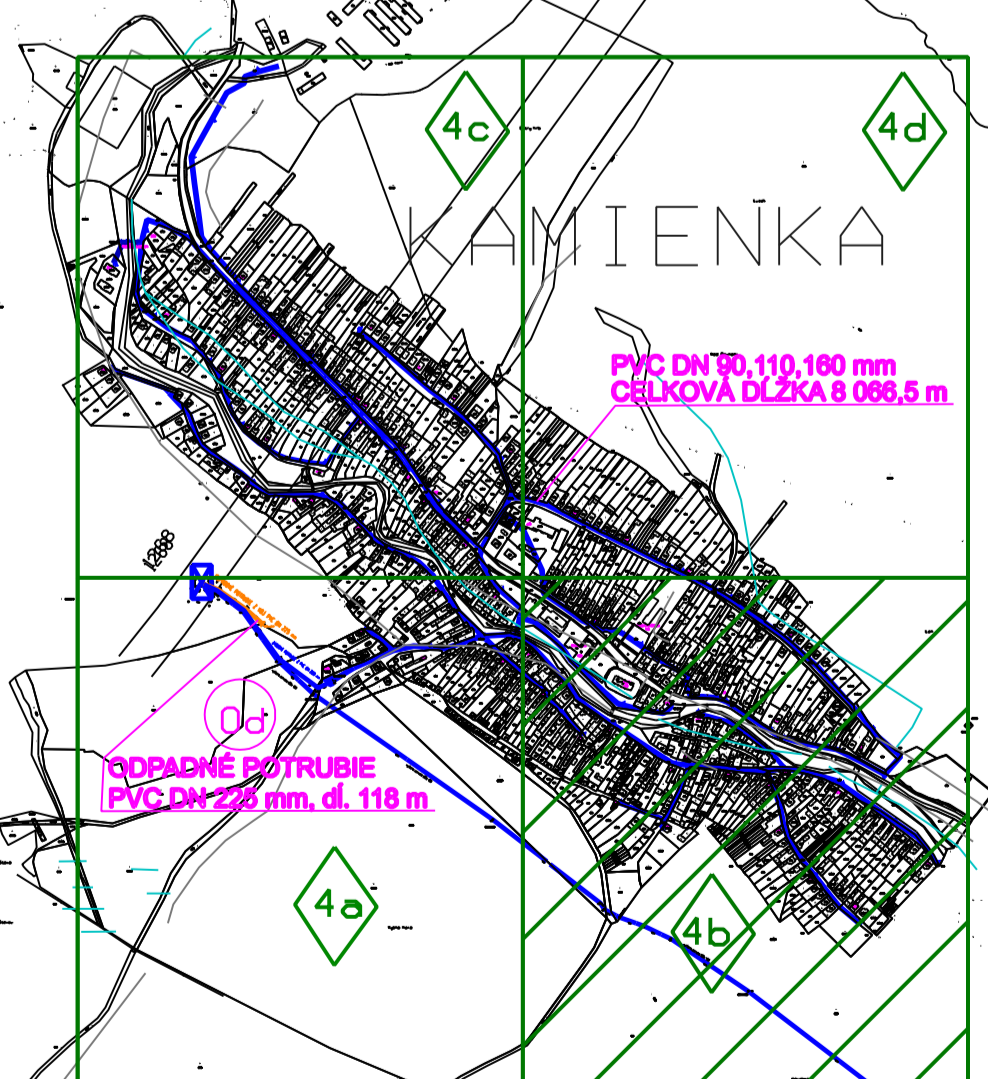 4c
4d
KAMIENKA
PVC DN 90,110,160 mm
CELKOVÁ DĹŽKA 8 066,5 m
0d
ODPADNÉ POTRUBIE
PVC DN 225 mm, dĺ. 118 m
4a
4b